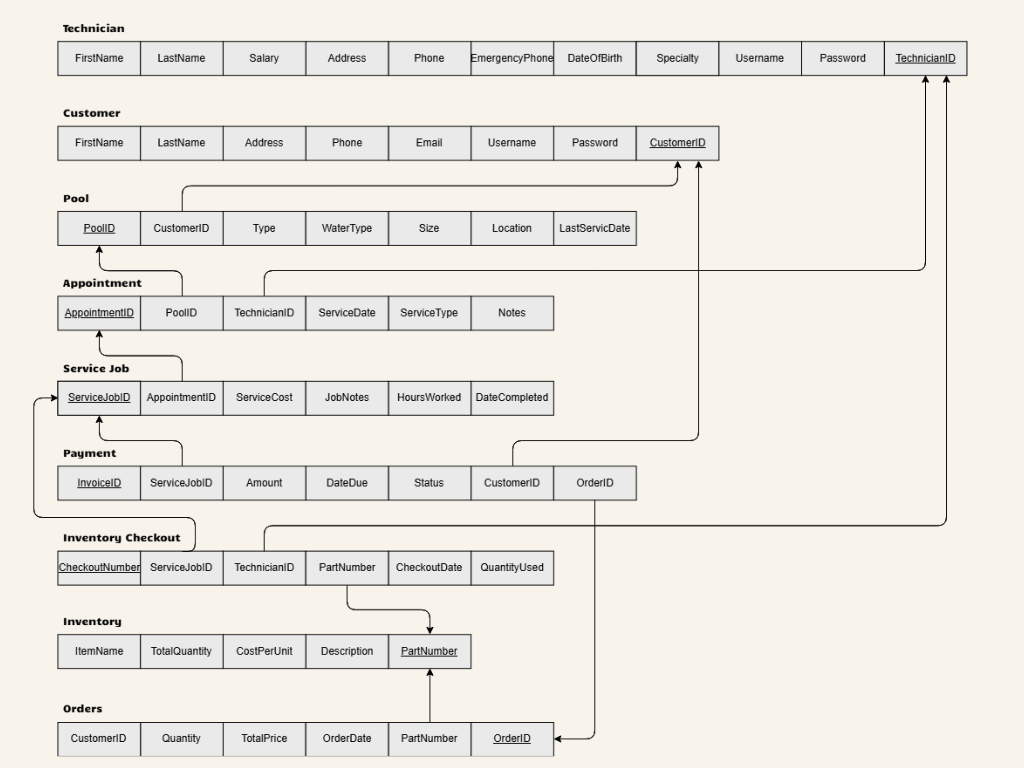 Technician
FirstName LastName Salary Address Phone EmergencyPhone DateOfBirth Specialty Username Password TechnicianID
Customer
FirstName LastName Address Phone Email Username Password CustomerID
Pool
PoolID CustomerID Type WaterType Size Location LastServicDate
Appointment
AppointmentID PoolID TechnicianID ServiceDate ServiceType Notes
Service Job
ServiceJobID AppointmentID ServiceCost JobNotes HoursWorked DateCompleted
Payment
InvoiceID ServiceJobID Amount DateDue Status CustomerID OrderID
Inventory Checkout
CheckoutNumber ServiceJobID TechnicianID PartNumber CheckoutDate QuantityUsed
Inventory
ItemName TotalQuantity CostPerUnit Description PartNumber
Orders
CustomerID Quantity TotalPrice OrderDate PartNumber OrderID